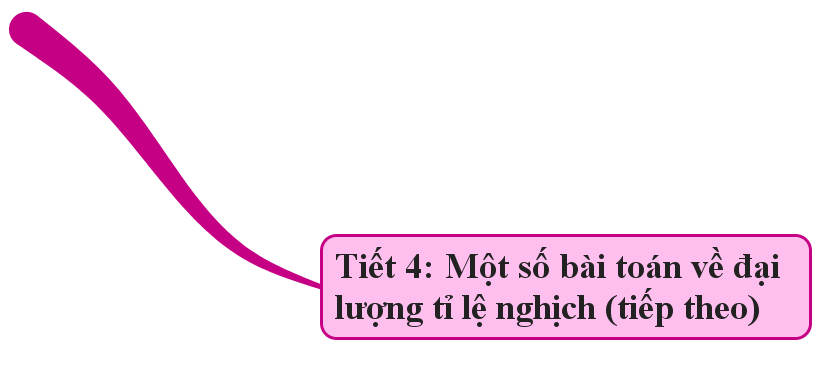 Tiết 4: Một số bài toán về đại
lượng tỉ lệ nghịch (tiếp theo)